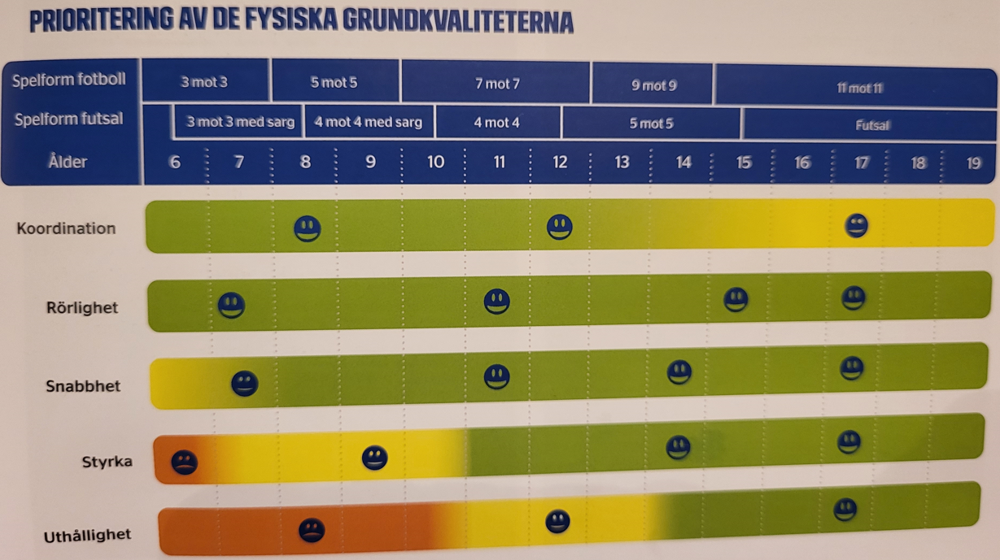 PRIORITERING AV DE FYSISKA GRUNDKVALITETERNA
Spelform fotboll 3 mot 3 5 mot 5 7 mot 7 9 mot 9 11 mot 11
Spelform futsal 3 mot 3 med sarg 4 mot 4 med sarg 4 mot 4 5 mot 5 Futsal
Ålder 6 7 8 9 10 11 12 13 14 15 16 17 18 19
Koordination
Rörlighet
Snabbhet
Styrka
Uthållighet